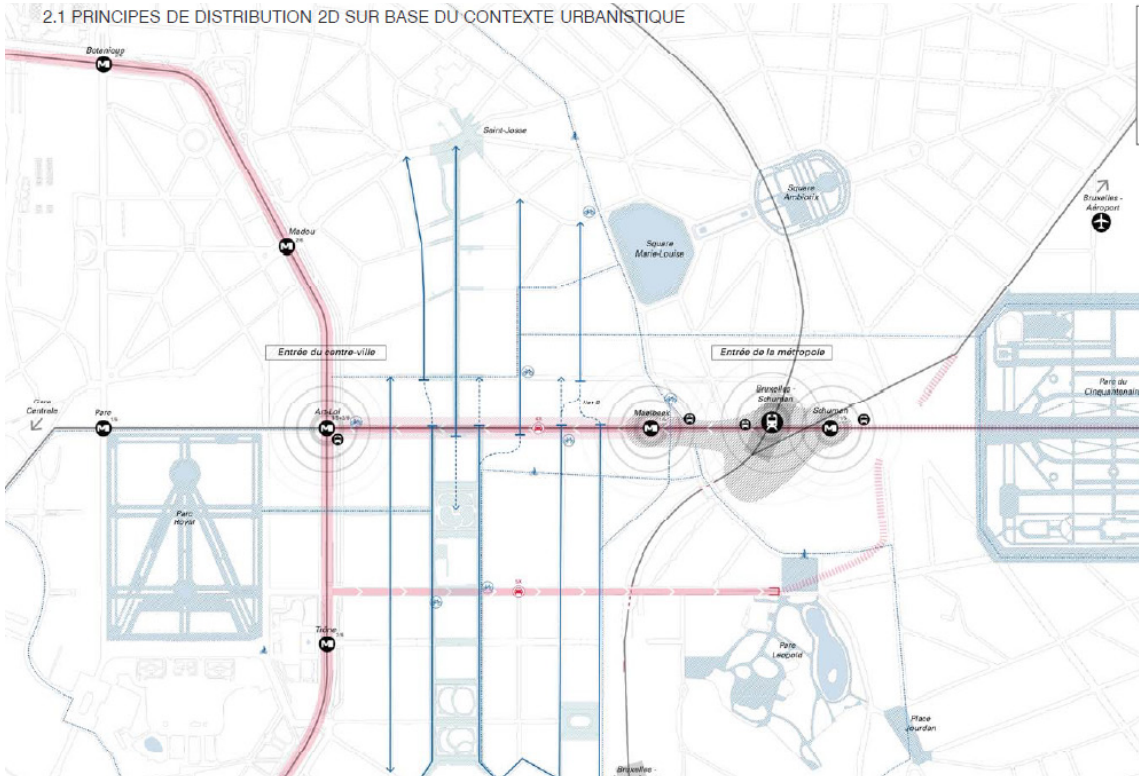 2.1 PRINCIPES DE DISTRIBUTION 2D SUR BASE DU CONTEXTE URBANISTIQUE
Botanique
M
Saint-Josse
Square
Ambiorix
Bruxelles -
Aéroport
Madou
M
Square
Marie-Louise
Entrée du centre-ville
Entrée de la métropole
Gare
Centrale
Parc
M
Arts-Loi
M
Maelbeek
M
Bruxelles -
Schuman
Schuman
M
Parc du
Cinquantenaire
Parc
Royal
Trône
M
Parc
Léopold
Place
Jourdan
Bruxelles -